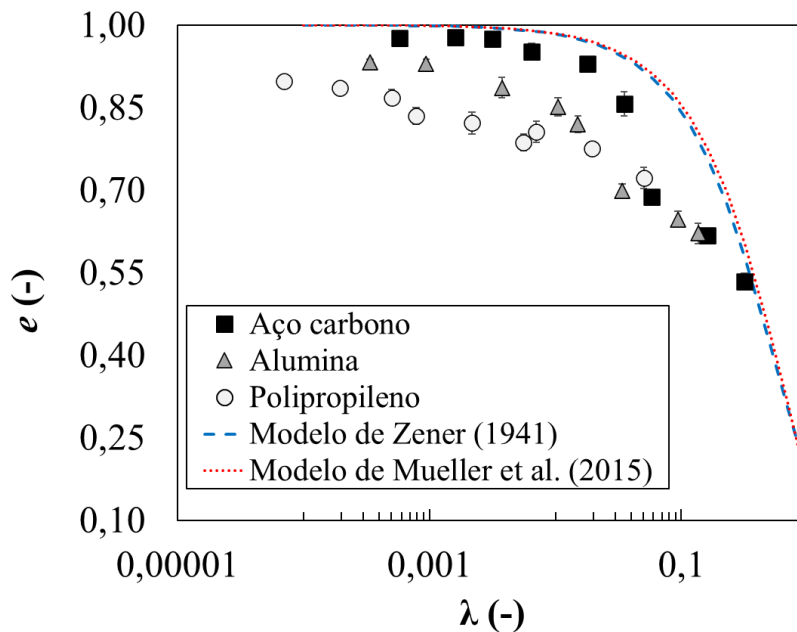 1,00
0,85
0,70
0,55
0,40
0,25
0,10
e (-)
Aço carbono
Alumina
Polipropileno
Modelo de Zener (1941)
Modelo de Mueller et al. (2015)
0,00001 0,001 0,1
λ (-)